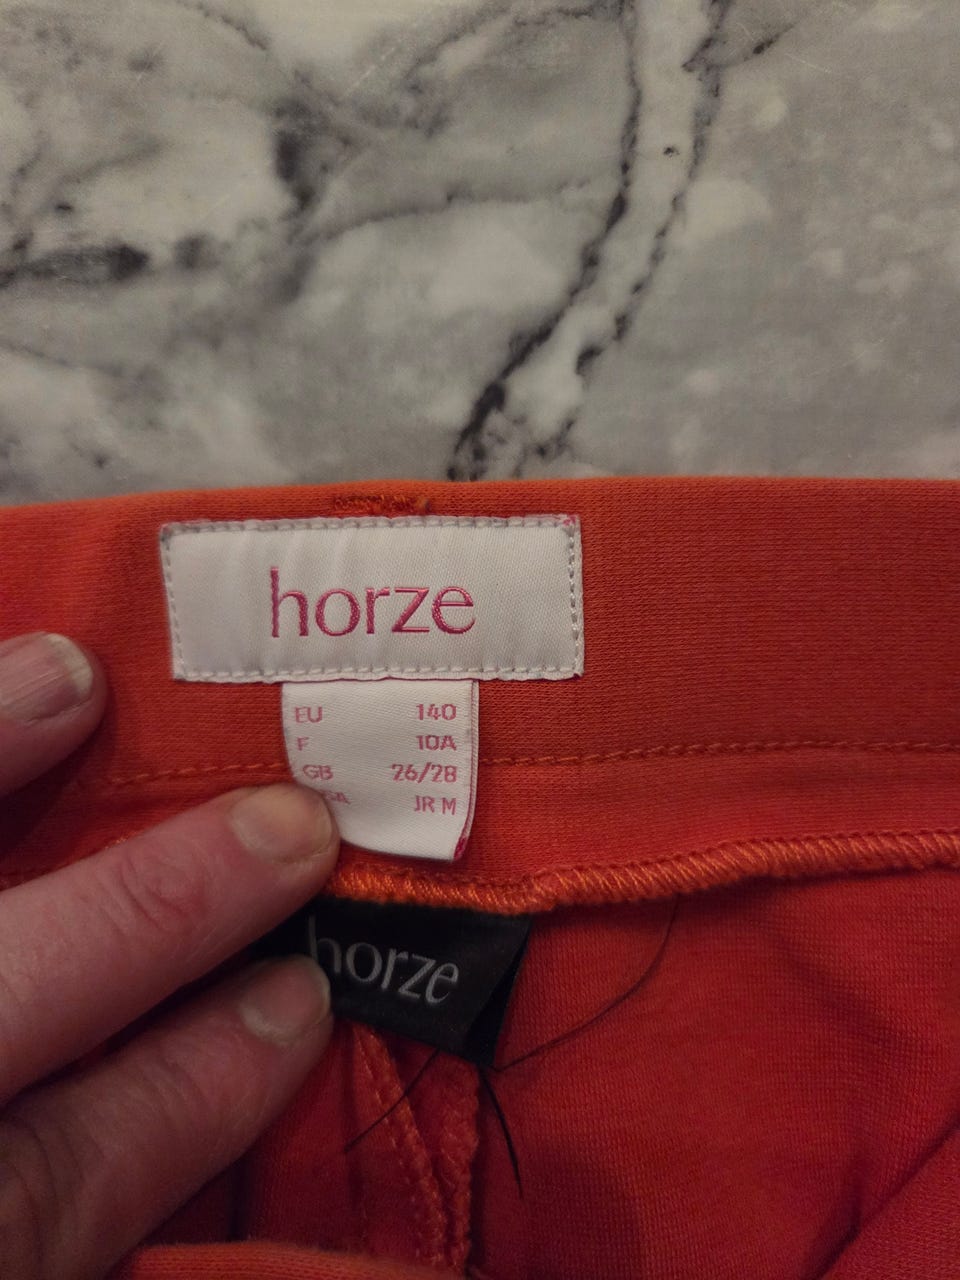 horze
EU 140
F 10A
GB 26/28
JR M
horze